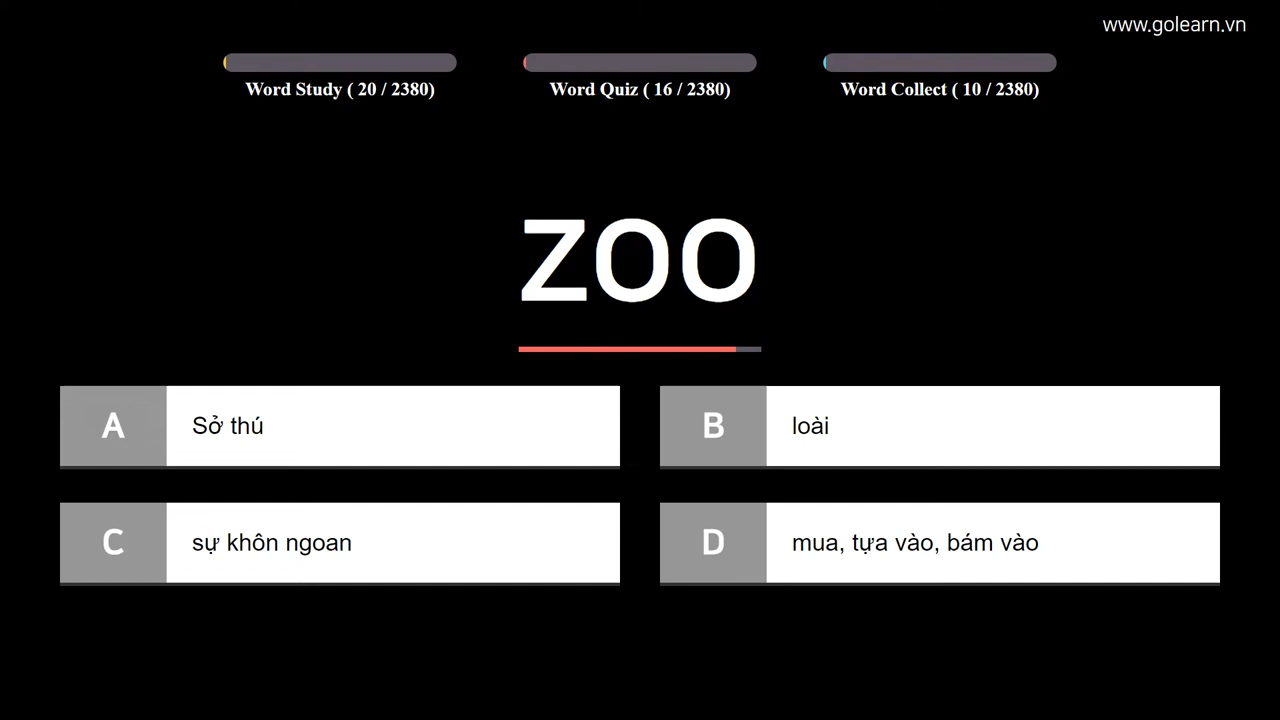 www.golearn.vn
Word Study ( 20 / 2380)
Word Quiz ( 16 / 2380)
Word Collect ( 10 / 2380)
ZOO
A
Sở thú
B
loài
C
sự khôn ngoan
D
mua, tựa vào, bám vào